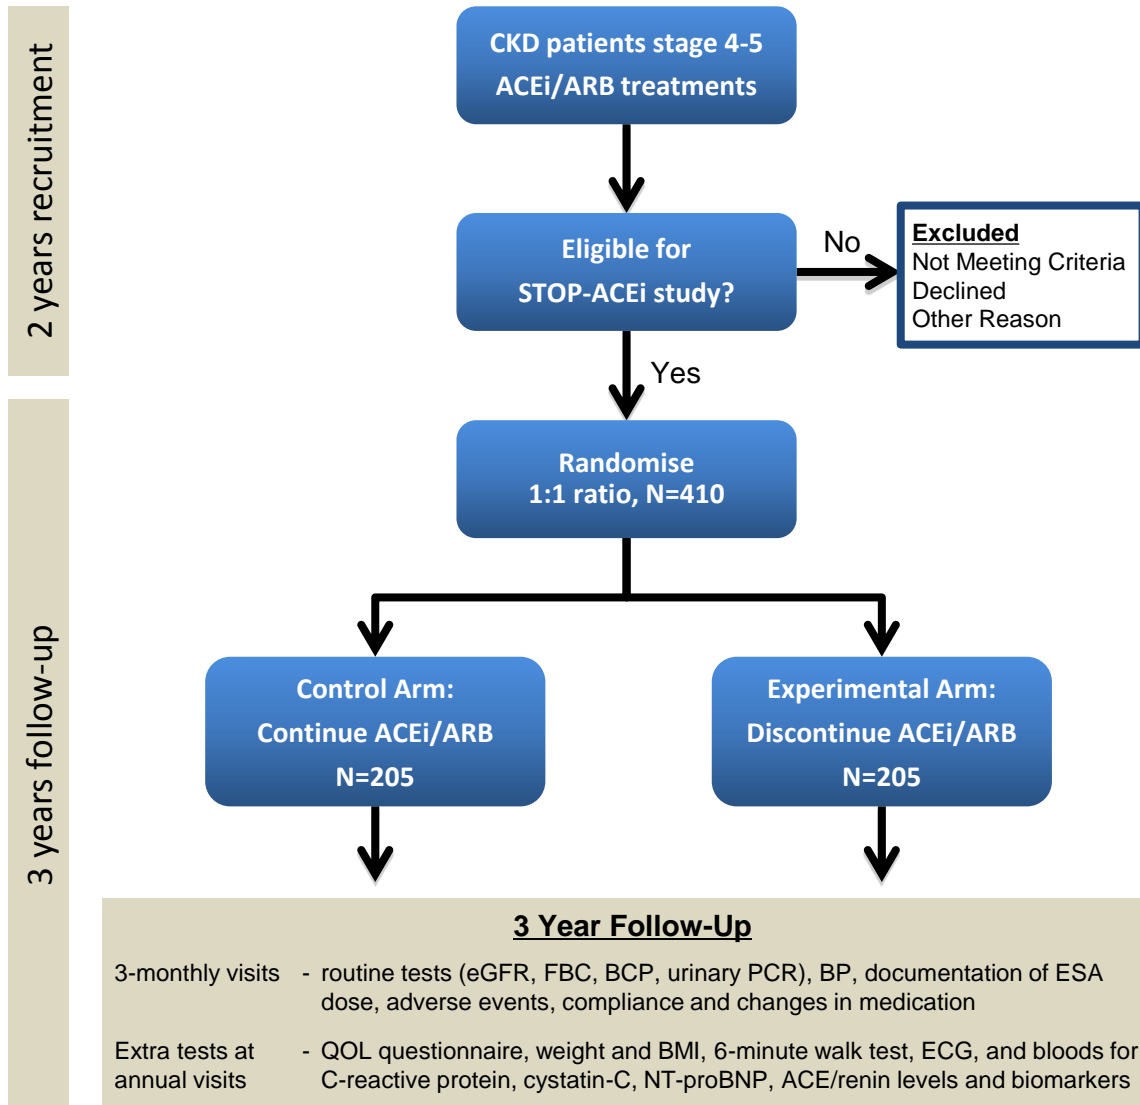 2 years recruitment
CKD patients stage 4-5
ACEi/ARB treatments
Eligible for
STOP-ACEi study?
No
Excluded
Not Meeting Criteria
Declined
Other Reason
Yes
3 years follow-up
Randomise
1:1 ratio, N=410
Control Arm:
Continue ACEi/ARB
N=205
Experimental Arm:
Discontinue ACEi/ARB
N=205
3 Year Follow-Up
3-monthly visits - routine tests (eGFR, FBC, BCP, urinary PCR), BP, documentation of ESA
dose, adverse events, compliance and changes in medication
Extra tests at - QOL questionnaire, weight and BMI, 6-minute walk test, ECG, and bloods for
annual visits C-reactive protein, cystatin-C, NT-proBNP, ACE/renin levels and biomarkers